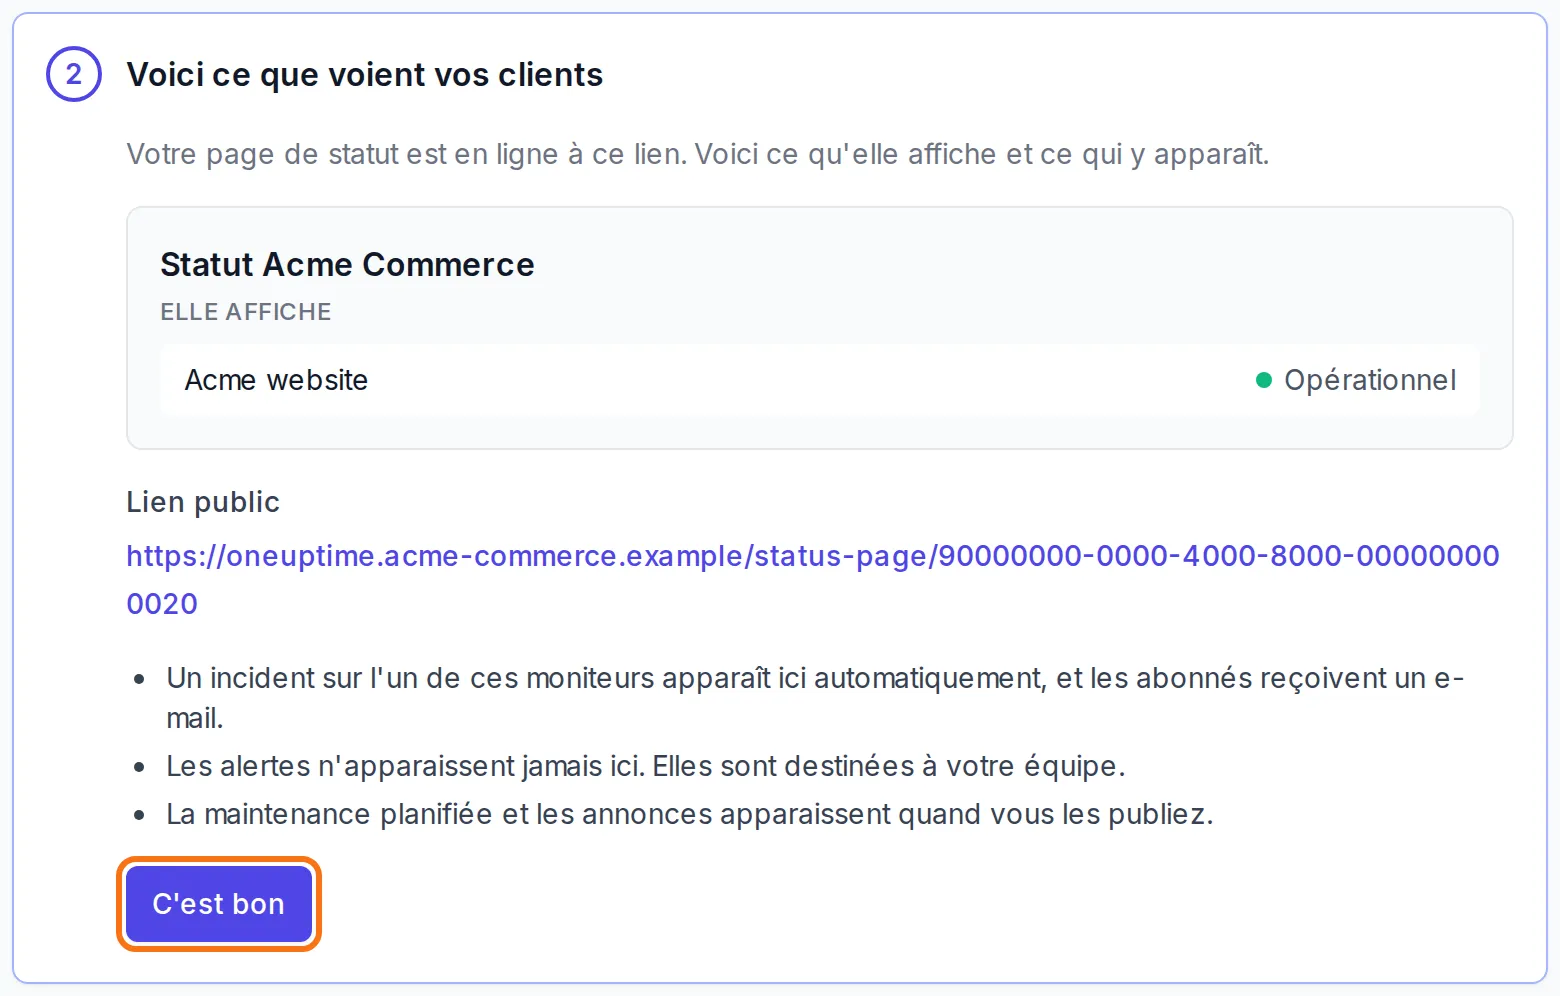 2
Voici ce que voient vos clients
Votre page de statut est en ligne à ce lien. Voici ce qu'elle affiche et ce qui y apparaît.
Statut Acme Commerce
ELLE AFFICHE
Acme website
Opérationnel
Lien public
https://oneuptime.acme-commerce.example/status-page/90000000-0000-4000-8000-00000000
0020
Un incident sur l'un de ces moniteurs apparaît ici automatiquement, et les abonnés reçoivent un e-
mail.
Les alertes n'apparaissent jamais ici. Elles sont destinées à votre équipe.
La maintenance planifiée et les annonces apparaissent quand vous les publiez.
C'est bon